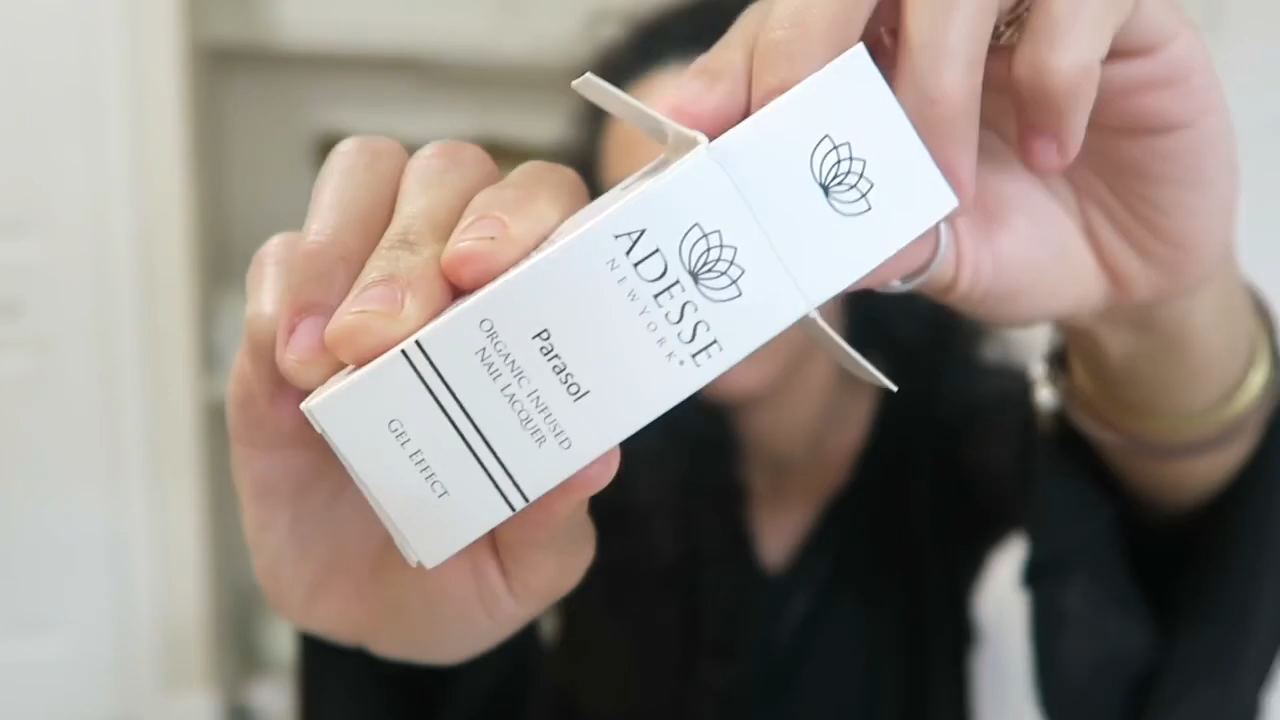 ADESSE
NEW YORK®
Parasol
ORGANIC INFUSED
NAIL LACQUER
GEL EFFECT